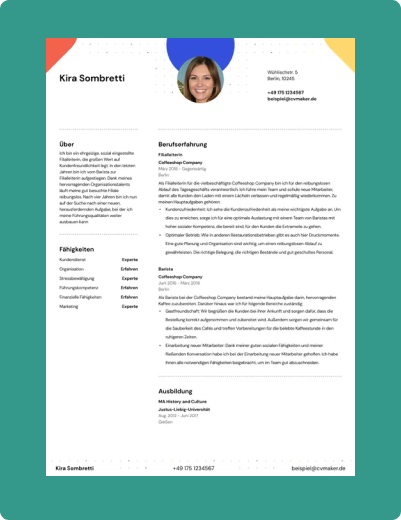 Kira Sombretti
Wühlischstr. 5
Berlin, 10245
+49 175 1234567
beispiel@cvmaker.de
Über
Ich bin ein ehrgeizige, sozial eingestellte
Filialleiterin, die großen Wert auf
Kundenfreundlichkeit legt. In den letzten
Jahren bin ich vom Barista zur
Filialleiterin aufgestiegen. Dank meines
hervorragenden Organisationstalents
läuft meine gut besuchte Filiale
reibungslos. Nach vier Jahren bin ich nun
auf der Suche nach einer neuen,
herausfordernden Aufgabe, bei der ich
meine Führungsqualitäten weiter
ausbauen kann.
Fähigkeiten
Kundendienst Experte
Organisation Erfahren
Stressbewältigung Experte
Führungskompetenz Erfahren
Finanzielle Fähigkeiten Erfahren
Marketing Experte
Berufserfahrung
Filialleiterin
Coffeeshop Company
März 2016 - Gegenwärtig
Berlin
Als Filialleiterin für die vielbeschäftigte Coffeeshop Company bin ich für den reibungslosen
Ablauf des Tagesgeschäfts verantwortlich. Ich führe mein Team und schule neue Mitarbeiter,
damit alle Kunden den Laden mit einem Lächeln verlassen und regelmäßig wiederkommen. Zu
meinen Hauptaufgaben gehören:
• Kundenzufriedenheit: Ich sehe die Kundenzufriedenheit als meine wichtigste Aufgabe an. Um
dies zu erreichen, sorge ich für eine optimale Auslastung mit einem Team von Baristas mit
hoher sozialer Kompetenz, die bereit sind, für den Kunden die Extrameile zu gehen.
• Optimaler Betrieb: Wie in anderen Restaurationsbetrieben gibt es auch hier Druckmomente.
Eine gute Planung und Organisation sind wichtig, um einen reibungslosen Ablauf zu
gewährleisten. Die richtige Belegung, die richtigen Bestände und gut geschultes Personal.
Barista
Coffeeshop Company
Juni 2016 - März 2018
Berlin
Als Barista bei der Coffeeshop Company bestand meine Hauptaufgabe darin, hervorragenden
Kaffee zuzubereiten. Darüber hinaus war ich für folgende Bereiche zuständig:
• Gastfreundschaft: Wir begrüßen die Kunden bei ihrer Ankunft und sorgen dafür, dass die
Bestellung korrekt aufgenommen und zubereitet wird. Außerdem sorgen wir gemeinsam für
die Sauberkeit des Cafés und treffen Vorbereitungen für die beliebte Kaffeestunde in den
ruhigeren Zeiten.
• Einarbeitung neuer Mitarbeiter: Dank meiner guten sozialen Fähigkeiten und meiner
fließenden Konversation habe ich bei der Einarbeitung neuer Mitarbeiter geholfen. Ich habe
ihnen alle notwendigen Fähigkeiten beigebracht, um im Team gut abzuschneiden.
Ausbildung
MA History and Culture
Justus-Liebig-Universität
Aug. 2012 - Juni 2017
Gießen
Kira Sombretti +49 175 1234567 beispiel@cvmaker.de